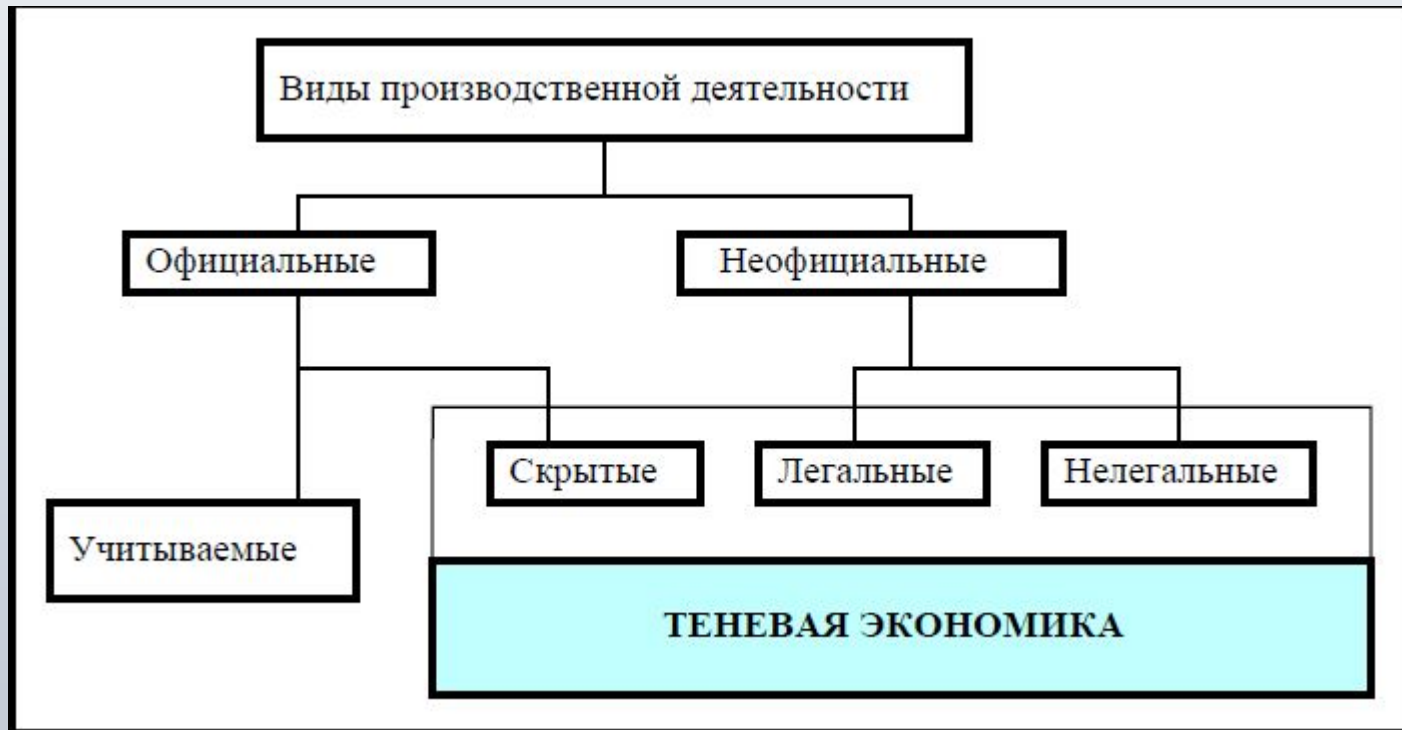 Виды производственной деятельности
Официальные
Неофициальные
Скрытые
Легальные
Нелегальные
Учитываемые
ТЕНЕВАЯ ЭКОНОМИКА